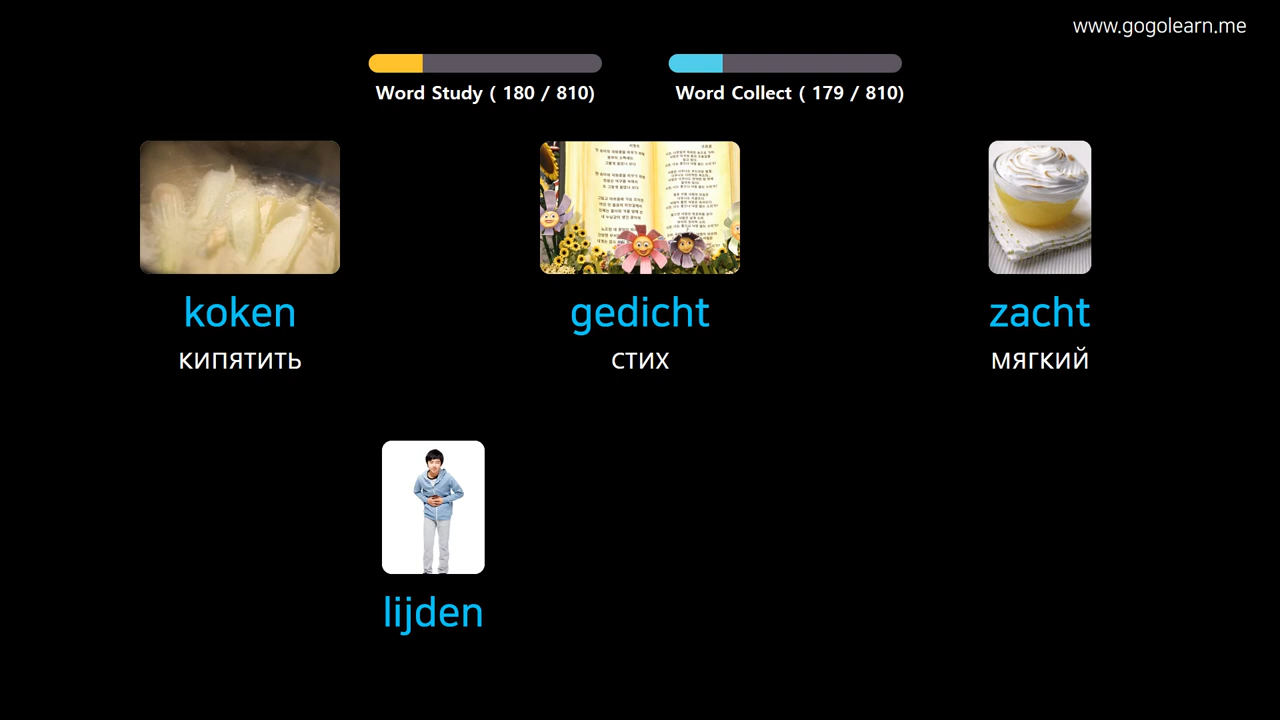 www.gogolearn.me
Word Study ( 180 / 810)
Word Collect ( 179 / 810)
koken
gedicht
zacht
кипятить
стих
мягкий
lijden